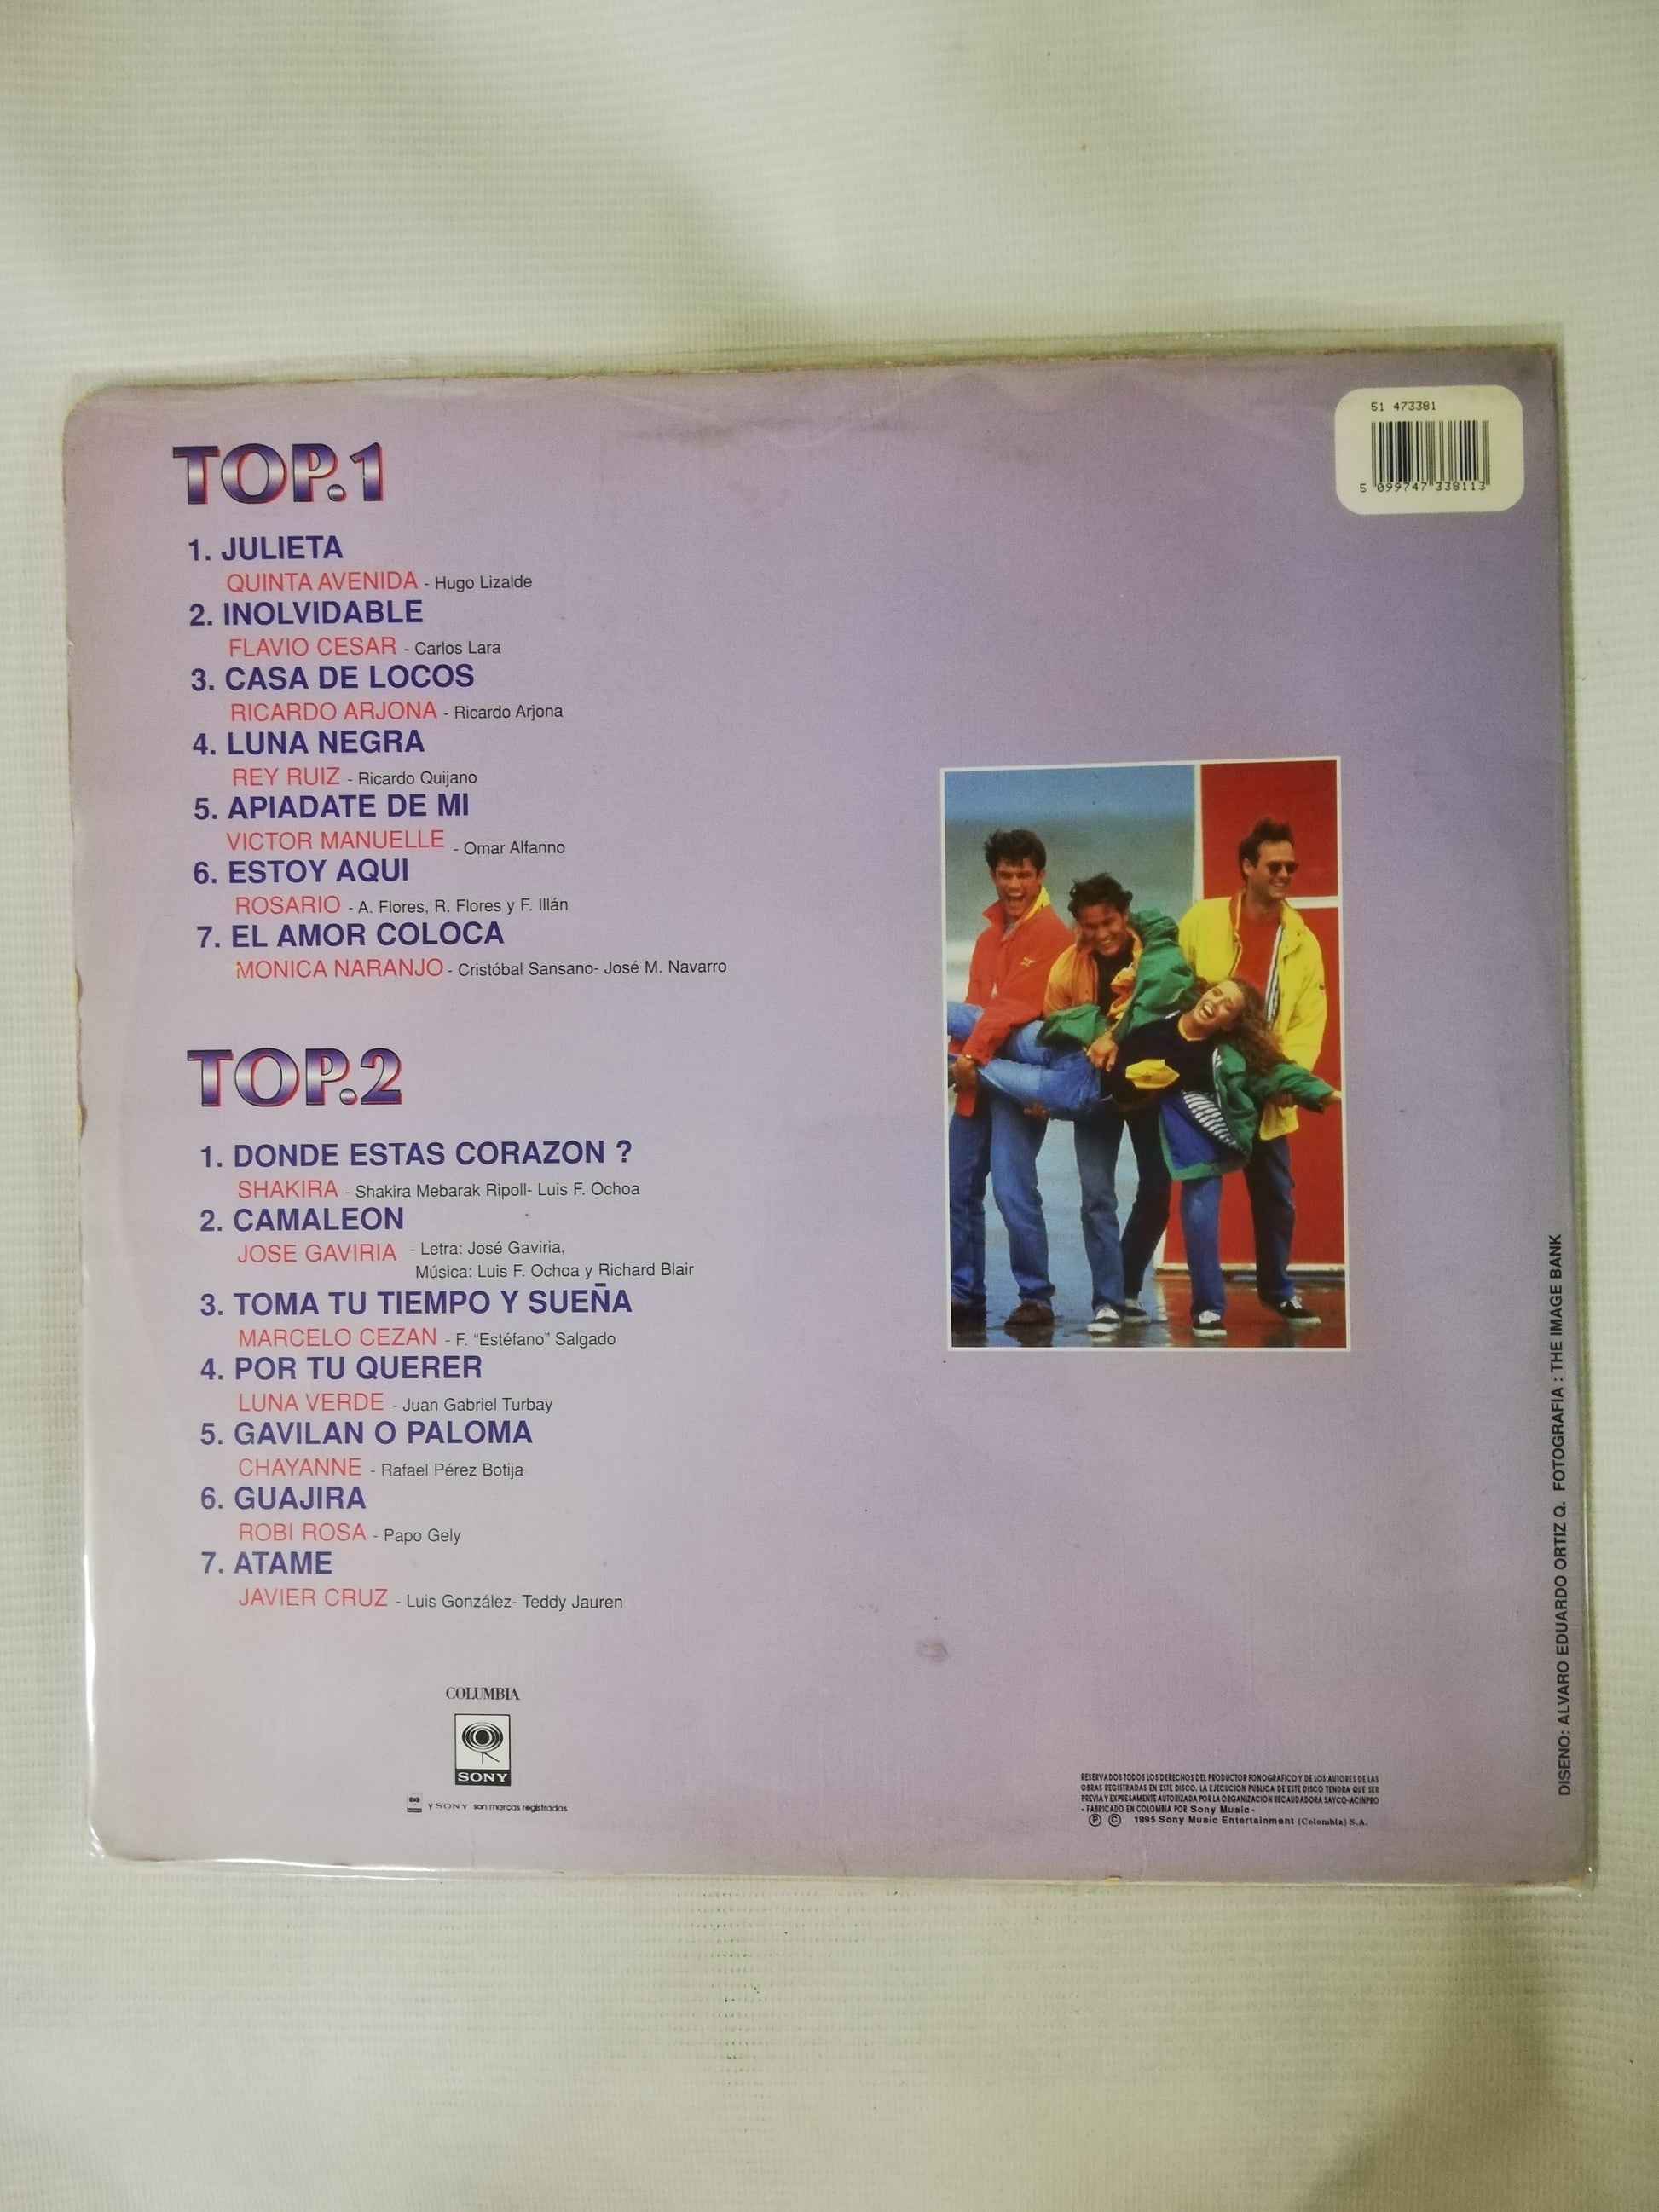 51 473381
5 099747 338113
TOP.1
1. JULIETA
QUINTA AVENIDA - Hugo Lizalde
2. INOLVIDABLE
FLAVIO CESAR - Carlos Lara
3. CASA DE LOCOS
RICARDO ARJONA - Ricardo Arjona
4. LUNA NEGRA
REY RUIZ - Ricardo Quijano
5. APIADATE DE MI
VICTOR MANUELLE - Omar Alfanno
6. ESTOY AQUI
ROSARIO - A. Flores, R. Flores y F. Illán
7. EL AMOR COLOCA
MONICA NARANJO - Cristóbal Sansano- José M. Navarro
TOP.2
1. DONDE ESTAS CORAZON ?
SHAKIRA - Shakira Mebarak Ripoll- Luis F. Ochoa
2. CAMALEON
JOSE GAVIRIA - Letra: José Gaviria,
Música: Luis F. Ochoa y Richard Blair
3. TOMA TU TIEMPO Y SUEÑA
MARCELO CEZAN - F. “Estéfano” Salgado
4. POR TU QUERER
LUNA VERDE - Juan Gabriel Turbay
5. GAVILAN O PALOMA
CHAYANNE - Rafael Pérez Botija
6. GUAJIRA
ROBI ROSA - Papo Gely
7. ATAME
JAVIER CRUZ - Luis González- Teddy Jauren
COLUMBIA
SONY
Y SONY son marcas registradas
RESERVADOS TODOS LOS DERECHOS DEL PRODUCTOR FONOGRAFICO Y DE LOS AUTORES DE LAS
OBRAS REGISTRADAS EN ESTE DISCO. LA EJECUCION PUBLICA DE ESTE DISCO TENDRA QUE SER
PREVIA Y EXPRESAMENTE AUTORIZADA POR LA ORGANIZACION RECAUDADORA SAYCO-ACINPRO
- FABRICADO EN COLOMBIA POR Sony Music -
Ⓟ Ⓒ 1995 Sony Music Entertainment (Colombia) S.A.
DISENO: ALVARO EDUARDO ORTIZ Q. FOTOGRAFIA : THE IMAGE BANK